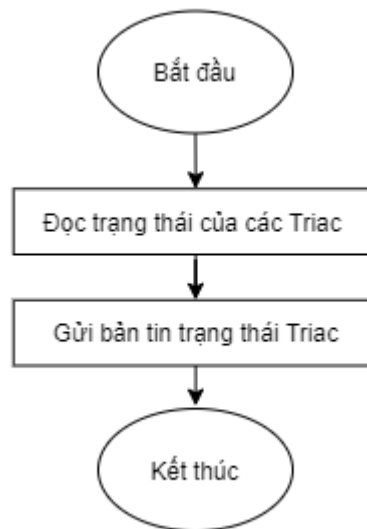 Bắt đầu
Đọc trạng thái của các Triac
Gửi bản tin trạng thái Triac
Kết thúc